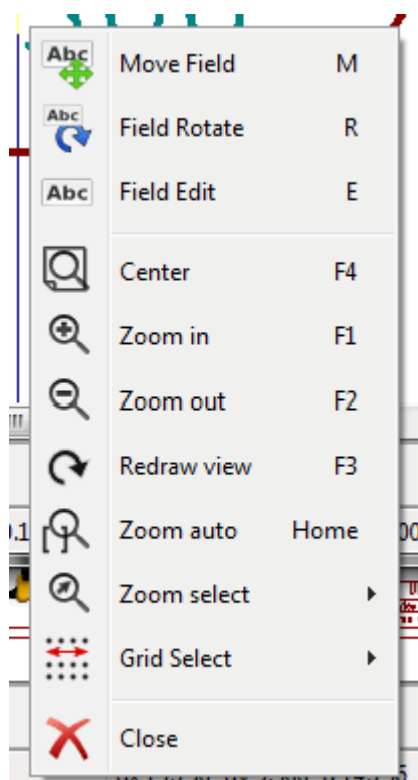 Abc Move Field M
Abc Field Rotate R
Abc Field Edit E
Center F4
Zoom in F1
Zoom out F2
Redraw view F3
Zoom auto Home
Zoom select
Grid Select
Close